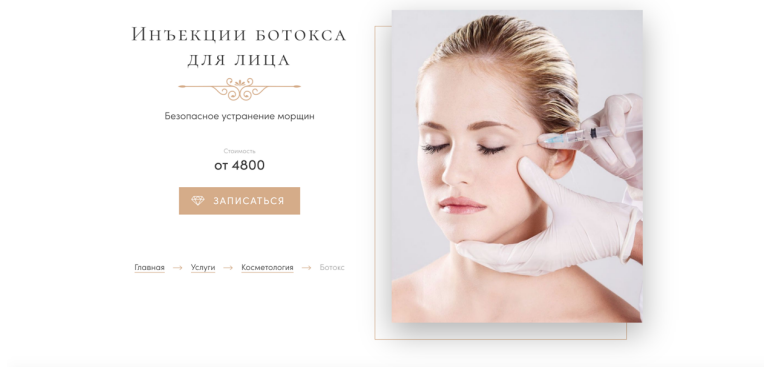 Инъекции ботокса
для лица
Безопасное устранение морщин
Стоимость
от 4800
ЗАПИСАТЬСЯ
Главная → Услуги → Косметология → Ботокс